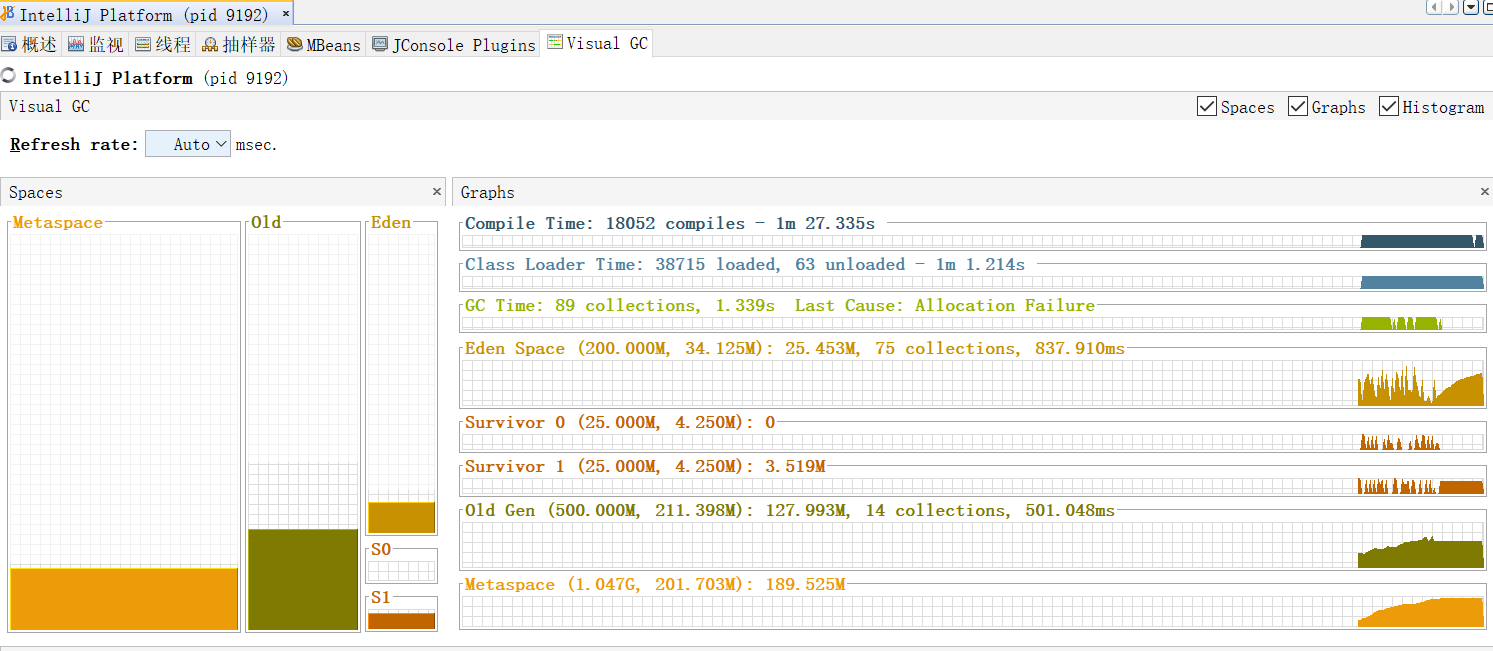 IntelliJ Platform (pid 9192) ×
概述 监视 线程 抽样器 MBeans JConsole Plugins Visual GC
IntelliJ Platform (pid 9192)
Visual GC Spaces Graphs Histogram
Refresh rate: Auto msec.
Spaces ×
Metaspace
Old
Eden
S0
S1
Graphs ×
Compile Time: 18052 compiles - 1m 27.335s
Class Loader Time: 38715 loaded, 63 unloaded - 1m 1.214s
GC Time: 89 collections, 1.339s Last Cause: Allocation Failure
Eden Space (200.000M, 34.125M): 25.453M, 75 collections, 837.910ms
Survivor 0 (25.000M, 4.250M): 0
Survivor 1 (25.000M, 4.250M): 3.519M
Old Gen (500.000M, 211.398M): 127.993M, 14 collections, 501.048ms
Metaspace (1.047G, 201.703M): 189.525M